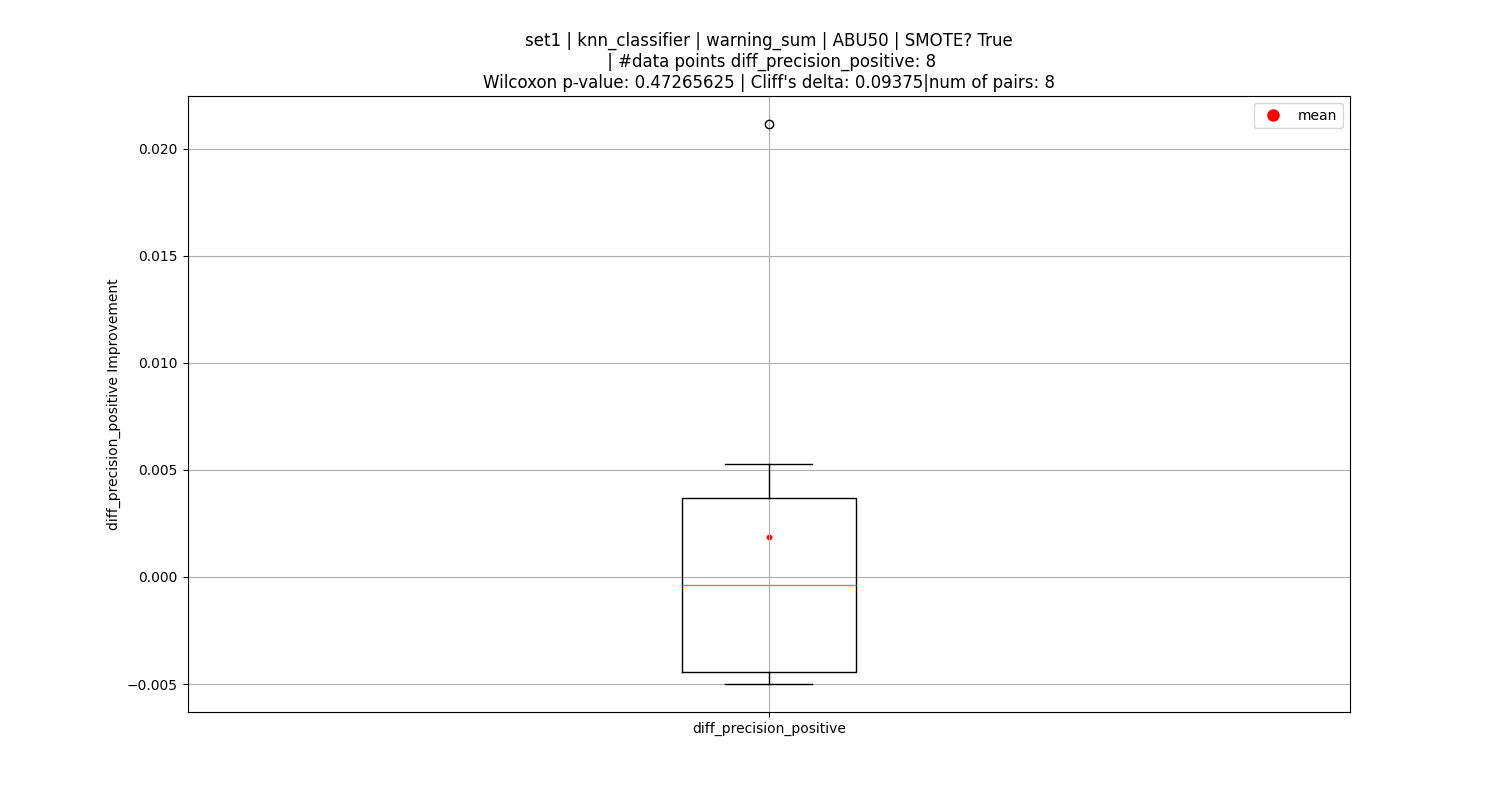 set1 | knn_classifier | warning_sum | ABU50 | SMOTE? True
| #data points diff_precision_positive: 8
Wilcoxon p-value: 0.47265625 | Cliff's delta: 0.09375|num of pairs: 8
mean
0.020
0.015
0.010
0.005
0.000
−0.005
diff_precision_positive Improvement
diff_precision_positive